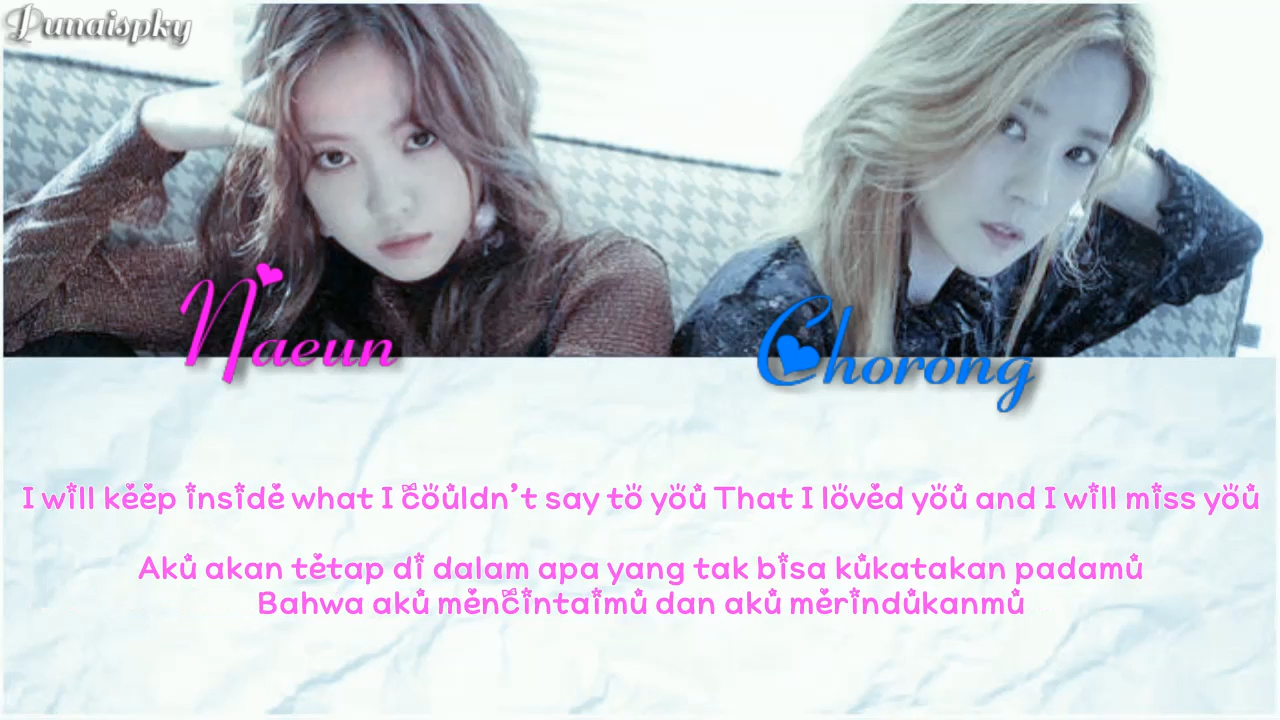 Punaispky
Naeun
Chorong
I will keep inside what I couldn't say to you That I loved you and I will miss you
Aku akan tetap di dalam apa yang tak bisa kukatakan padamu
Bahwa aku mencintaimu dan aku merindukanmu